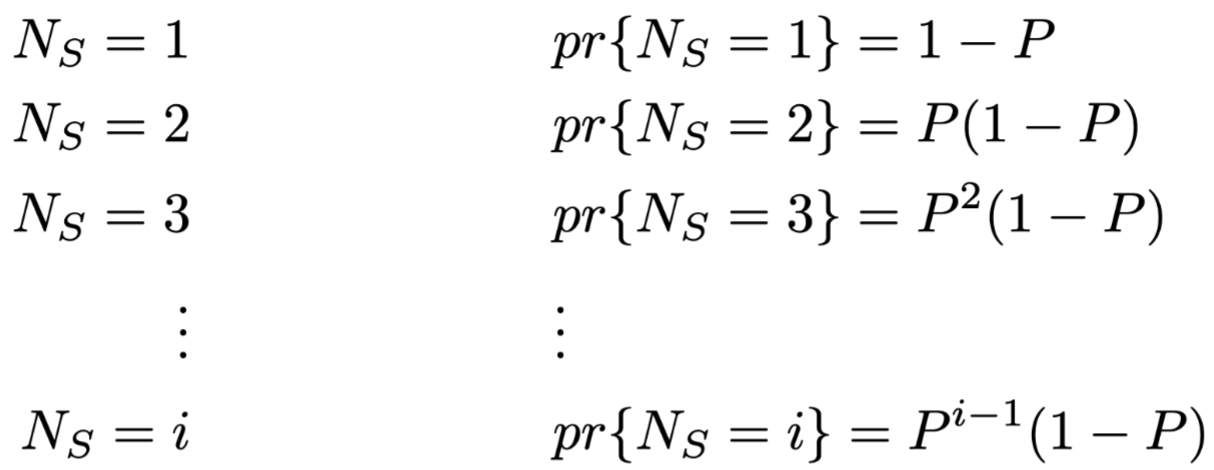 N_S = 1 pr{N_S = 1} = 1 − P
N_S = 2 pr{N_S = 2} = P(1 − P)
N_S = 3 pr{N_S = 3} = P^2(1 − P)
⋮ ⋮
N_S = i pr{N_S = i} = P^{i−1}(1 − P)